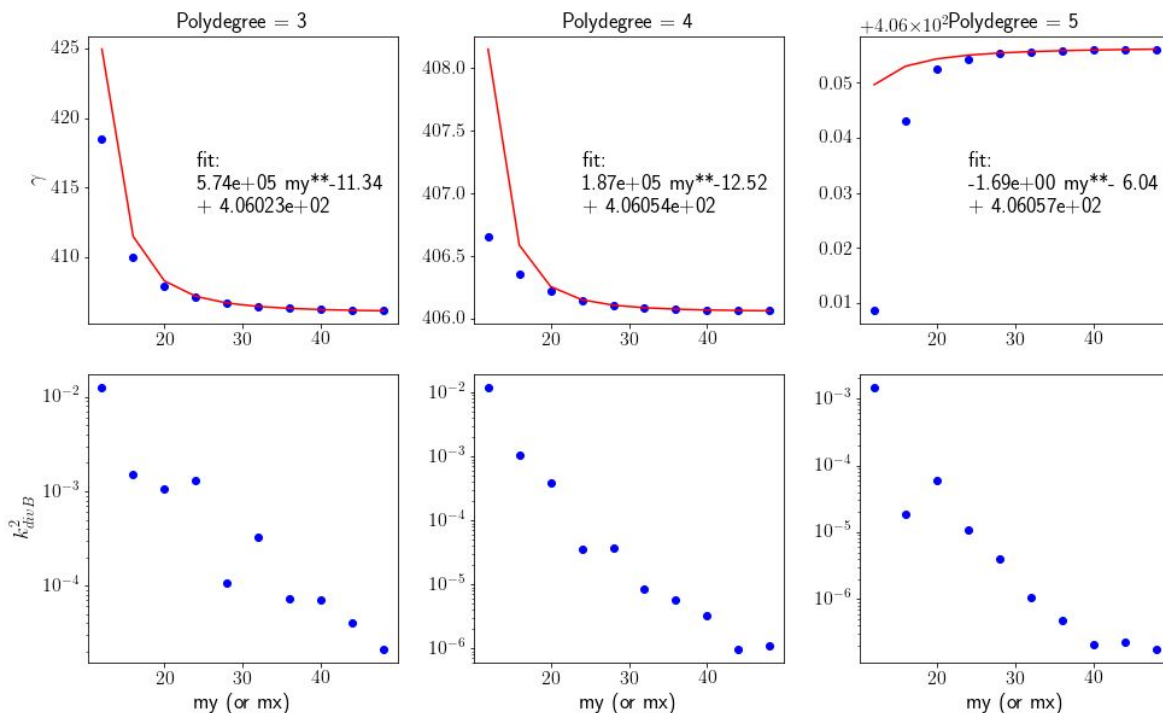 Polydegree = 3
425
420
415
410
γ
fit:
5.74e+05 my**-11.34
+ 4.06023e+02
20
30
40
Polydegree = 4
408.0
407.5
407.0
406.5
406.0
fit:
1.87e+05 my**-12.52
+ 4.06054e+02
20
30
40
+4.06×10²Polydegree = 5
0.05
0.04
0.03
0.02
0.01
fit:
-1.69e+00 my**- 6.04
+ 4.06057e+02
20
30
40
10⁻²
10⁻³
10⁻⁴
k²divB
20
30
40
my (or mx)
10⁻²
10⁻³
10⁻⁴
10⁻⁵
10⁻⁶
20
30
40
my (or mx)
10⁻³
10⁻⁴
10⁻⁵
10⁻⁶
20
30
40
my (or mx)